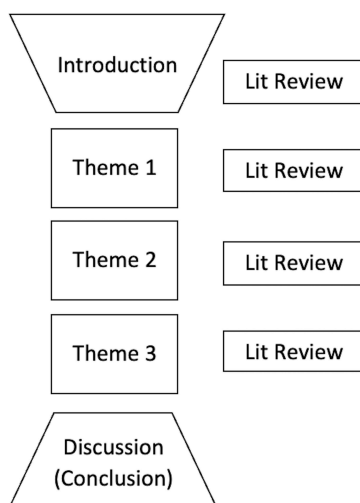 Introduction
Lit Review
Theme 1
Lit Review
Theme 2
Lit Review
Theme 3
Lit Review
Discussion
(Conclusion)